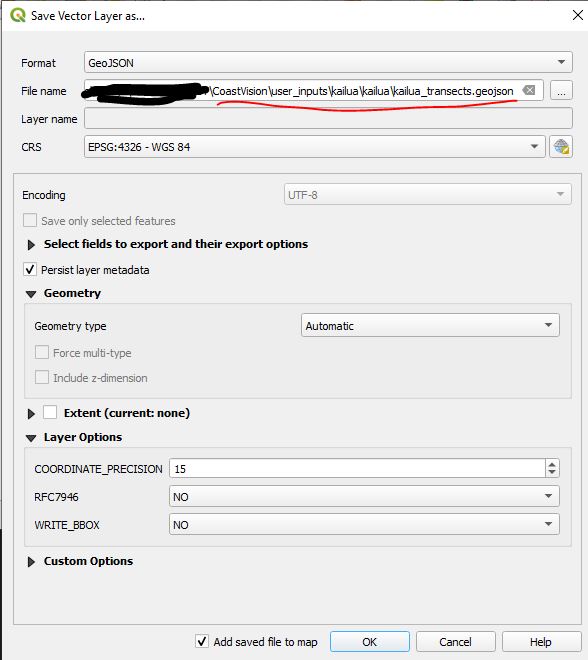 Save Vector Layer as...
Format GeoJSON
File name \CoastVision\user_inputs\kailua\kailua\kailua_transects.geojson ...
Layer name
CRS EPSG:4326 - WGS 84
Encoding UTF-8
Save only selected features
Select fields to export and their export options
Persist layer metadata
Geometry
Geometry type Automatic
Force multi-type
Include z-dimension
Extent (current: none)
Layer Options
COORDINATE_PRECISION 15
RFC7946 NO
WRITE_BBOX NO
Custom Options
Add saved file to map OK Cancel Help